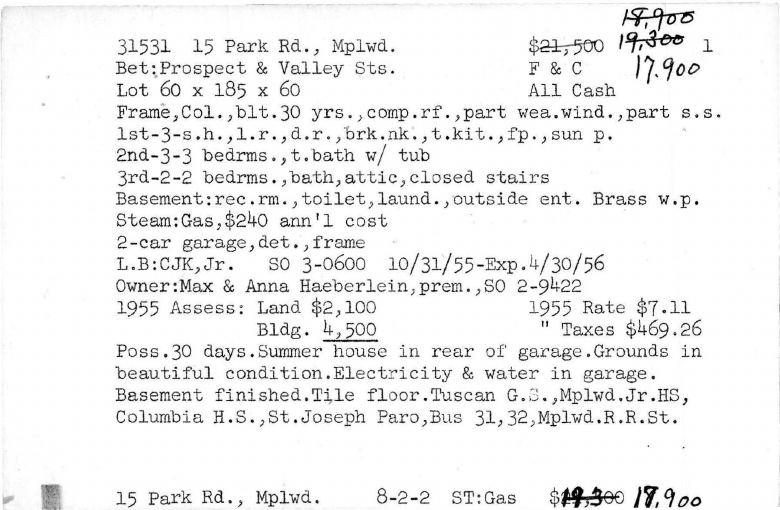 18,900
31531 15 Park Rd., Mplwd. $21,500 19,300 1
Bet:Prospect & Valley Sts. F & C 17.900
Lot 60 x 185 x 60 All Cash
Frame,Col.,blt.30 yrs.,comp.rf.,part wea.wind.,part s.s.
1st-3-s.h.,l.r.,d.r.,brk.nk.,t.kit.,fp.,sun p.
2nd-3-3 bedrms.,t.bath w/ tub
3rd-2-2 bedrms.,bath,attic,closed stairs
Basement:rec.rm.,toilet,laund.,outside ent. Brass w.p.
Steam:Gas,$240 ann'l cost
2-car garage,det.,frame
L.B:CJK,Jr. SO 3-0600 10/31/55-Exp.4/30/56
Owner:Max & Anna Haeberlein,prem.,SO 2-9422
1955 Assess: Land $2,100 1955 Rate $7.11
Bldg. 4,500 " Taxes $469.26
Poss.30 days.Summer house in rear of garage.Grounds in
beautiful condition.Electricity & water in garage.
Basement finished.Tile floor.Tuscan G.S.,Mplwd.Jr.HS,
Columbia H.S.,St.Joseph Paro,Bus 31,32,Mplwd.R.R.St.
15 Park Rd., Mplwd. 8-2-2 ST:Gas $19,300 18,900